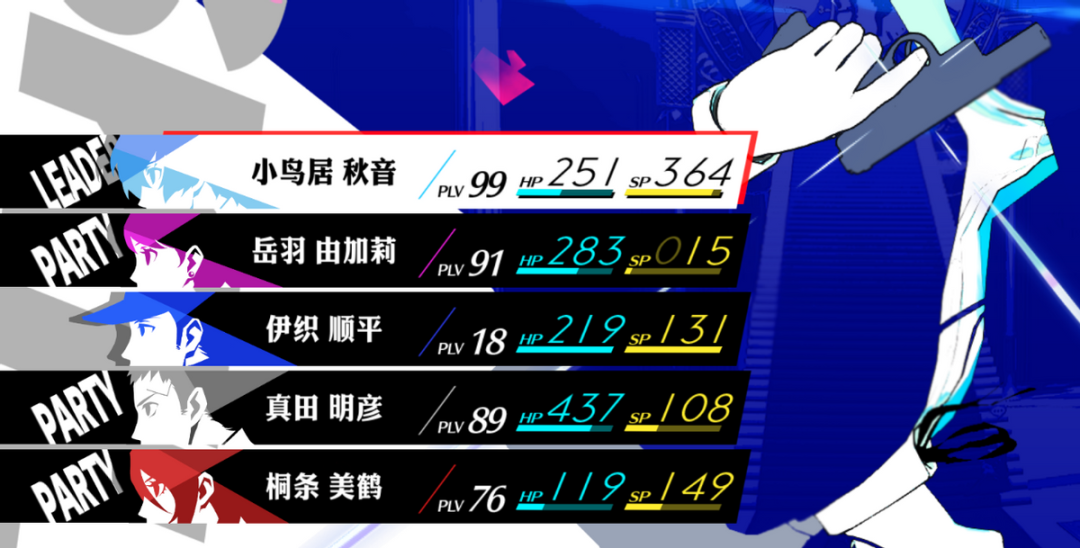 LEADER 小鸟居 秋音 PLV 99 HP 251 SP 364
PARTY 岳羽 由加莉 PLV 91 HP 283 SP 015
伊织 顺平 PLV 18 HP 219 SP 131
PARTY 真田 明彦 PLV 89 HP 437 SP 108
PARTY 桐条 美鹤 PLV 76 HP 119 SP 149